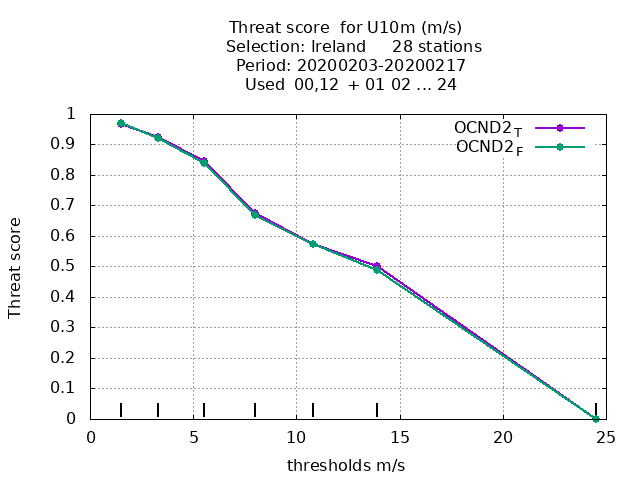 Threat score  for U10m (m/s)
Selection: Ireland     28 stations
Period: 20200203-20200217
Used  00,12  + 01 02 ... 24
OCND2T
OCND2F
Threat score
1
0.9
0.8
0.7
0.6
0.5
0.4
0.3
0.2
0.1
0
0 5 10 15 20 25
thresholds m/s